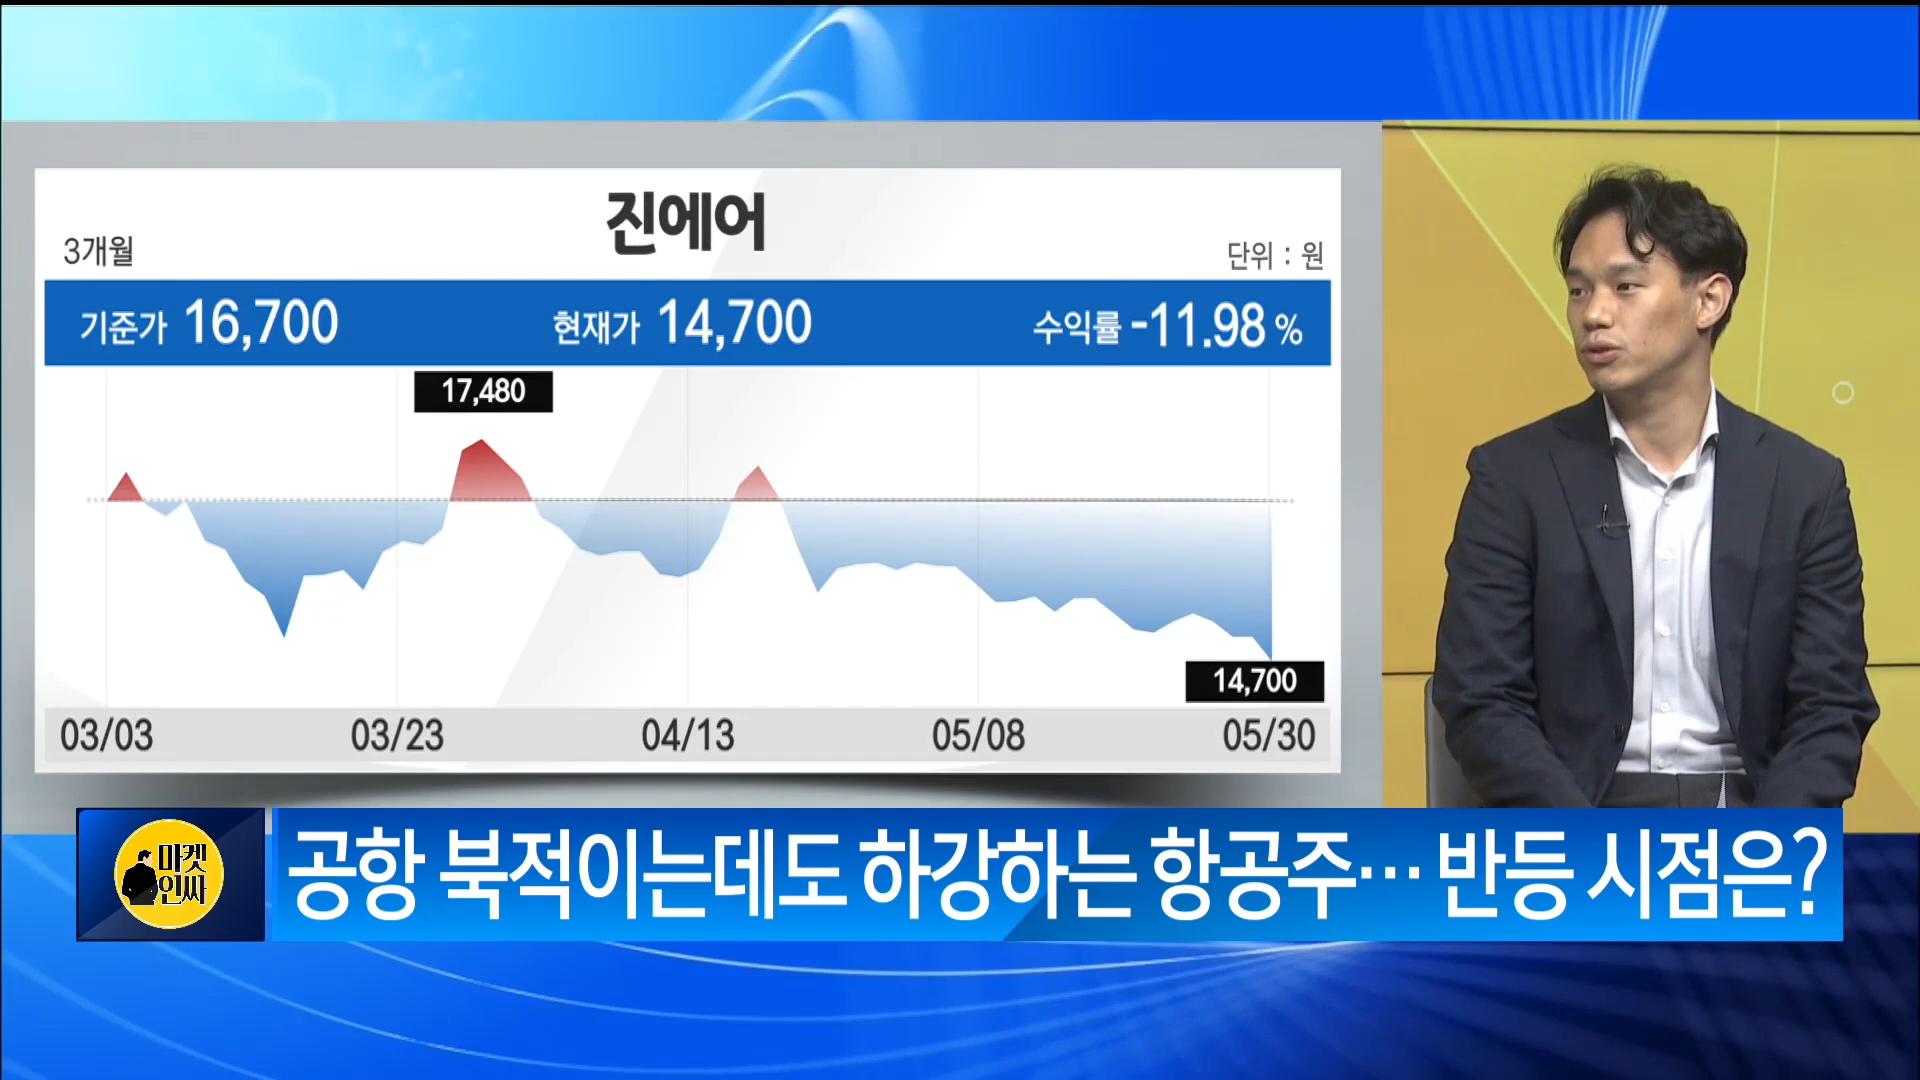 진에어
3개월
단위 : 원
기준가 16,700 현재가 14,700 수익률 -11.98 %
17,480
14,700
03/03 03/23 04/13 05/08 05/30
마켓
인싸
공항 북적이는데도 하강하는 항공주… 반등 시점은?